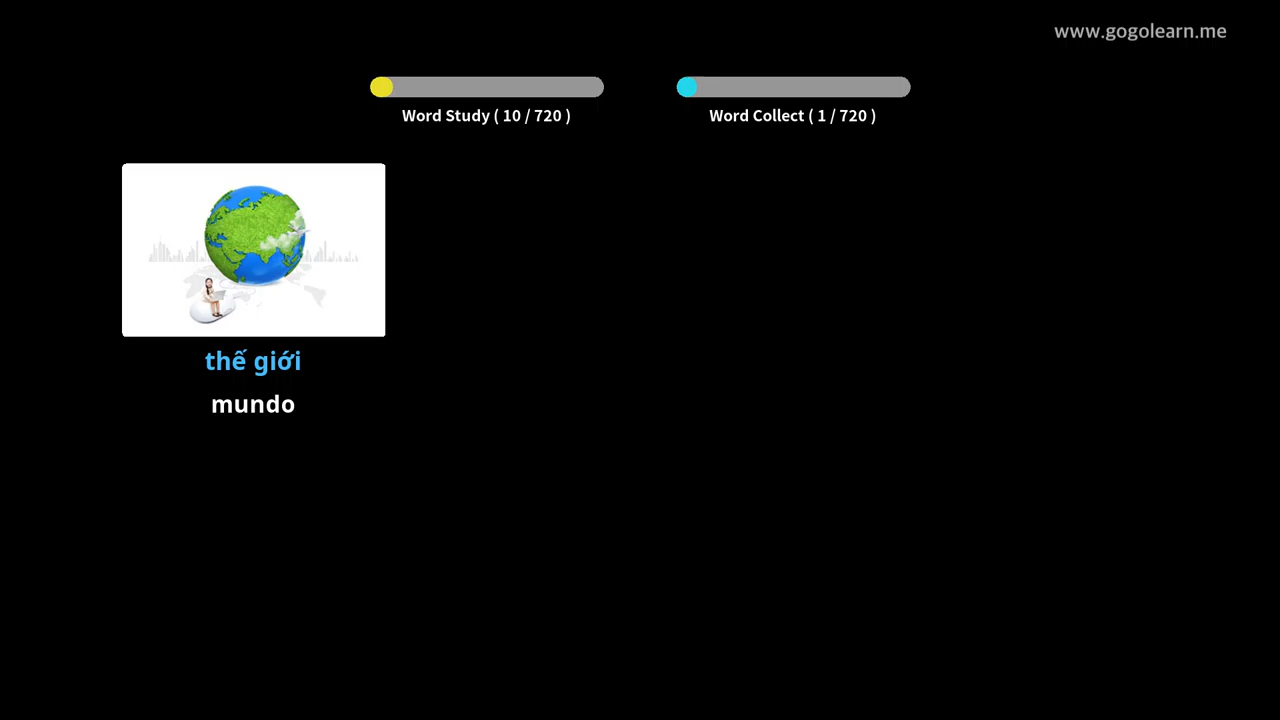 www.gogolearn.me
Word Study ( 10 / 720 )
Word Collect ( 1 / 720 )
thế giới
mundo